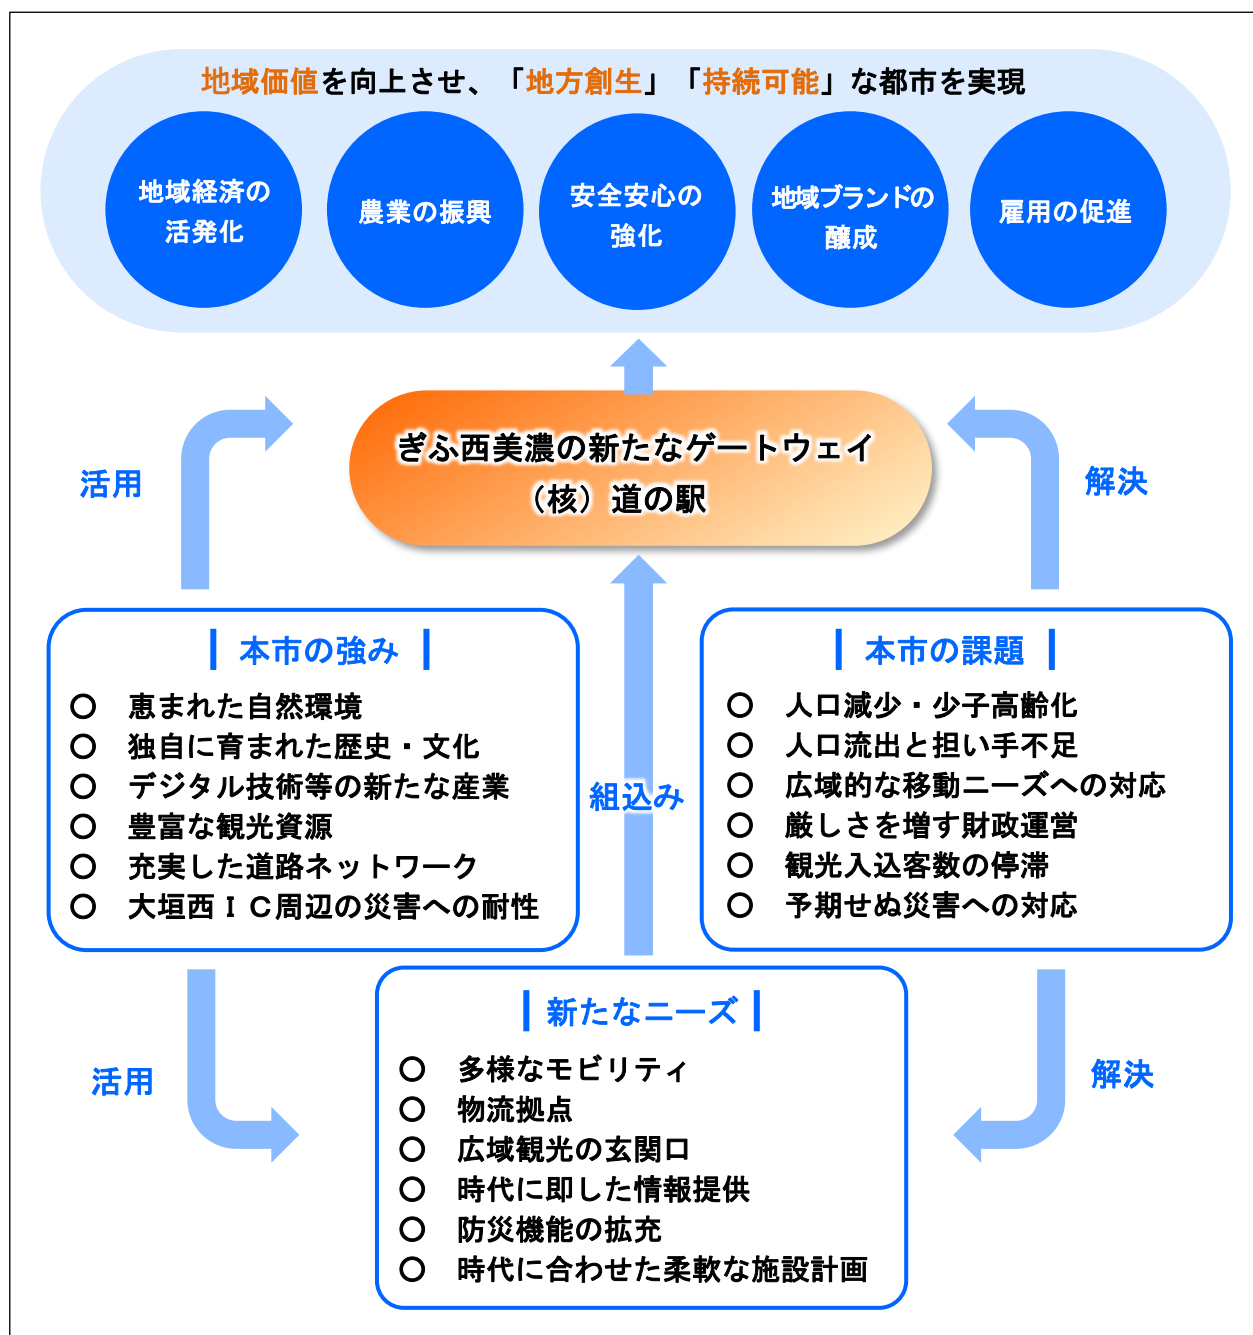 地域価値を向上させ、「地方創生」「持続可能」な都市を実現
地域経済の
活発化
農業の振興
安全安心の
強化
地域ブランドの
醸成
雇用の促進
ぎふ西美濃の新たなゲートウェイ
（核）道の駅
活用
解決
本市の強み
○ 恵まれた自然環境
○ 独自に育まれた歴史・文化
○ デジタル技術等の新たな産業
○ 豊富な観光資源
○ 充実した道路ネットワーク
○ 大垣西ＩＣ周辺の災害への耐性
組込み
本市の課題
○ 人口減少・少子高齢化
○ 人口流出と担い手不足
○ 広域的な移動ニーズへの対応
○ 厳しさを増す財政運営
○ 観光入込客数の停滞
○ 予期せぬ災害への対応
活用
解決
新たなニーズ
○ 多様なモビリティ
○ 物流拠点
○ 広域観光の玄関口
○ 時代に即した情報提供
○ 防災機能の拡充
○ 時代に合わせた柔軟な施設計画